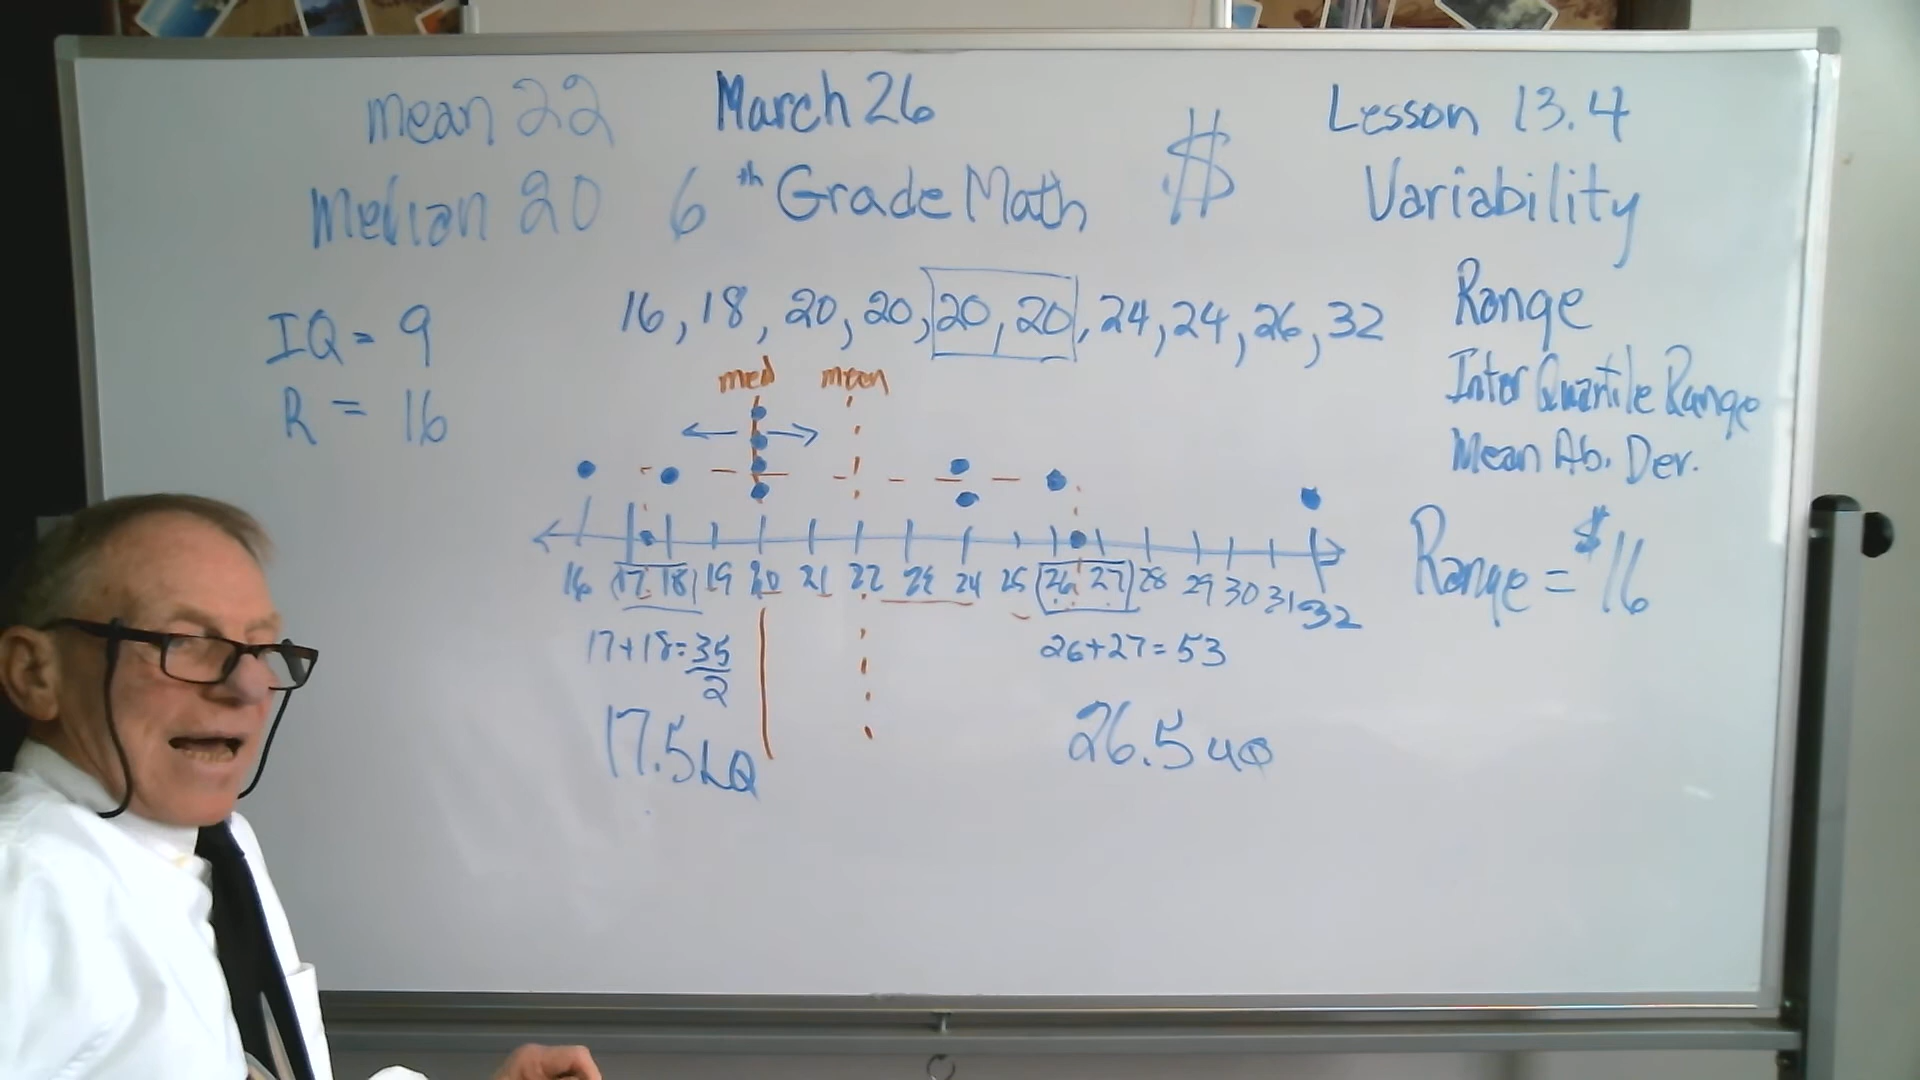 mean 22
March 26
Lesson 13.4
Median 20
6th Grade Math
$
Variability
16, 18, 20, 20, 20, 20, 24, 24, 26, 32
Range
Inter Quartile Range
Mean Ab. Dev.
IQ = 9
R = 16
med mean
16 17 18 19 20 21 22 23 24 25 26 27 28 29 30 31 32
Range = $16
17+18=35
2
26+27=53
17.5 LQ
26.5 UQ